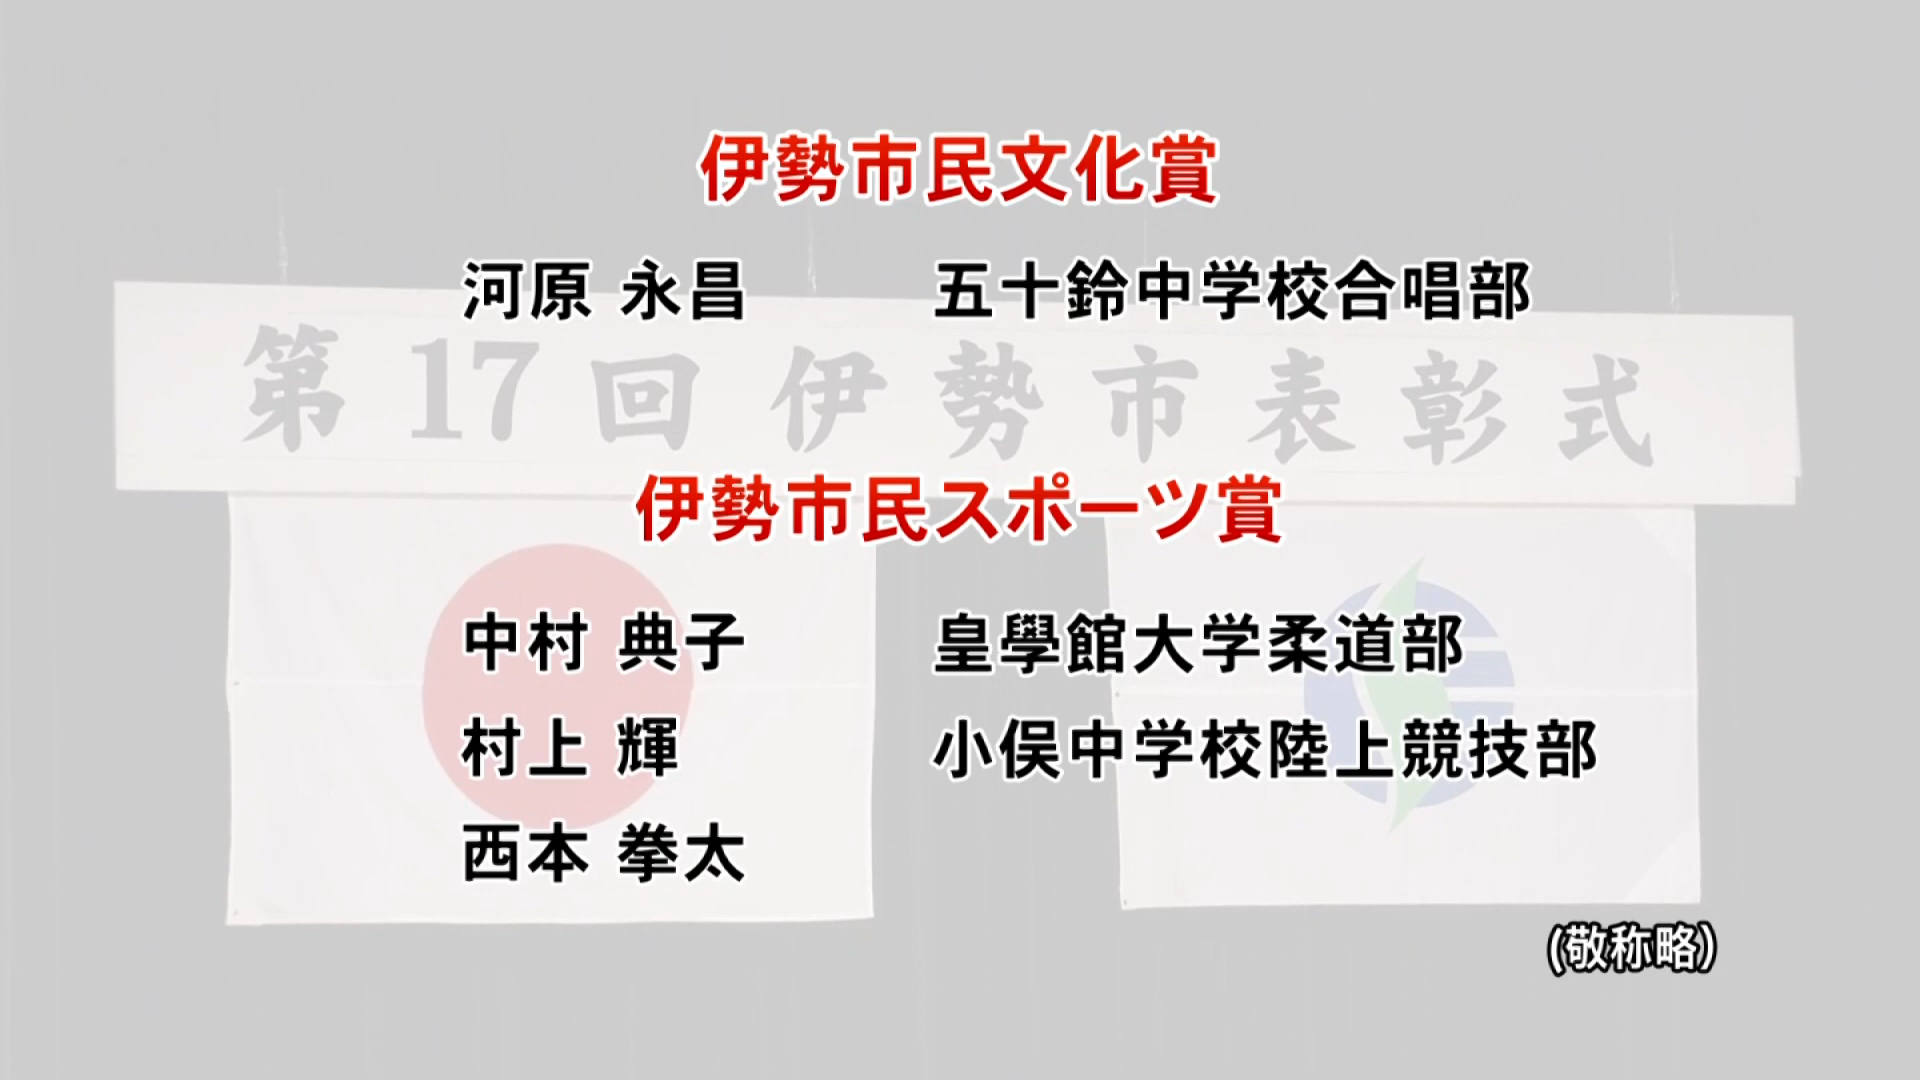 伊勢市民文化賞
河原 永昌 五十鈴中学校合唱部
第17回 伊勢市表彰式
伊勢市民スポーツ賞
中村 典子 皇學館大学柔道部
村上 輝 小俣中学校陸上競技部
西本 拳太
(敬称略)